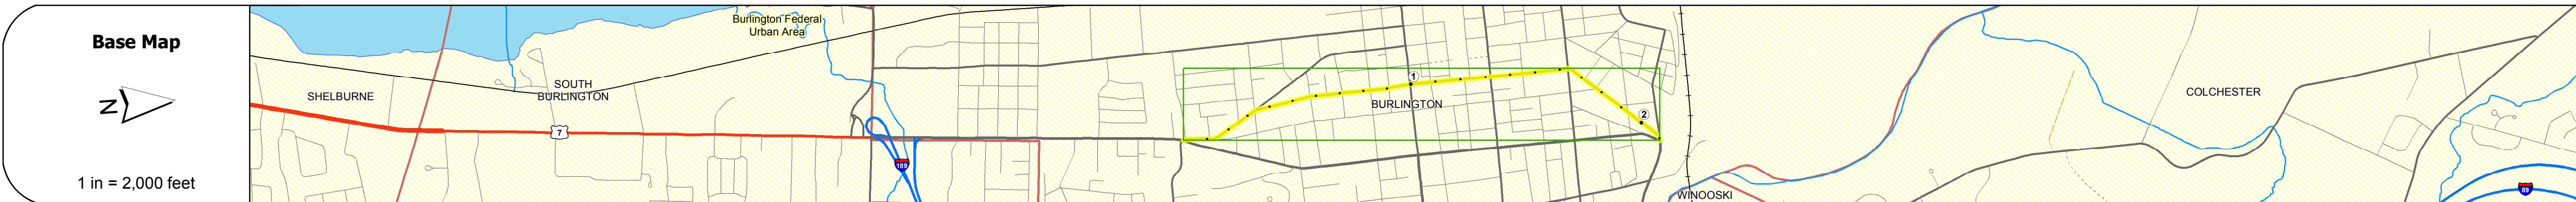 Base Map
N
1 in = 2,000 feet
Burlington Federal
Urban Area
SHELBURNE
SOUTH
BURLINGTON
7
189
1
BURLINGTON
2
WINOOSKI
COLCHESTER
89